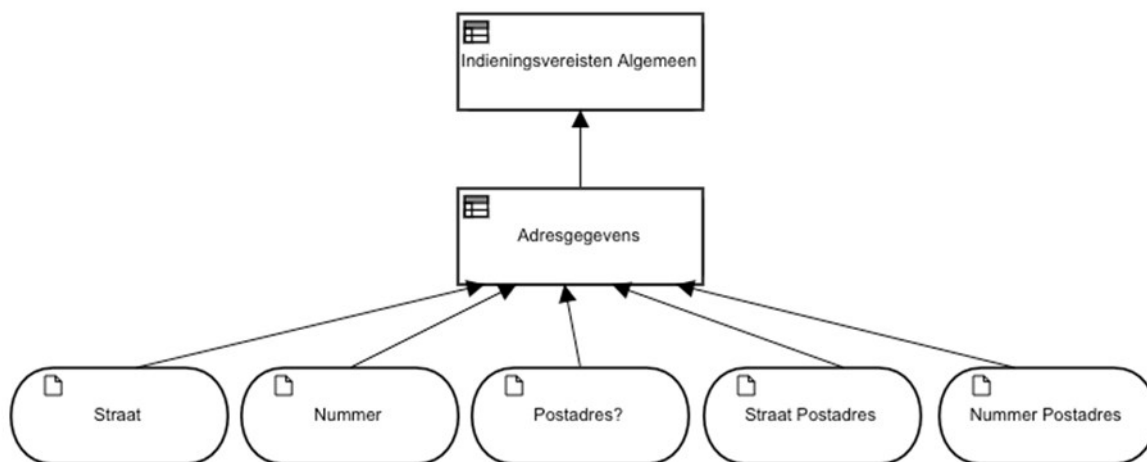 Indieningsvereisten Algemeen
Adresgegevens
Straat
Nummer
Postadres?
Straat Postadres
Nummer Postadres